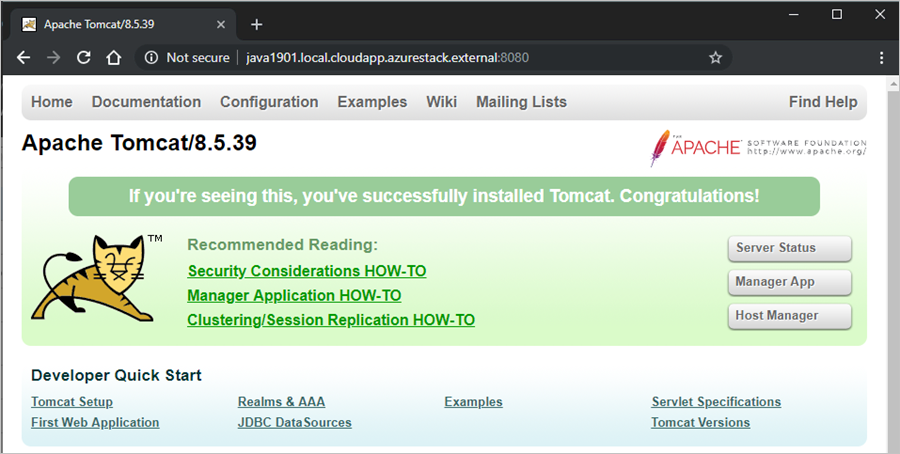 Apache Tomcat/8.5.39
Not secure | java1901.local.cloudapp.azurestack.external:8080
Home Documentation Configuration Examples Wiki Mailing Lists Find Help
Apache Tomcat/8.5.39
THE APACHE SOFTWARE FOUNDATION
http://www.apache.org/
If you're seeing this, you've successfully installed Tomcat. Congratulations!
TM
Recommended Reading:
Security Considerations HOW-TO
Manager Application HOW-TO
Clustering/Session Replication HOW-TO
Server Status
Manager App
Host Manager
Developer Quick Start
Tomcat Setup Realms & AAA Examples Servlet Specifications
First Web Application JDBC DataSources Tomcat Versions